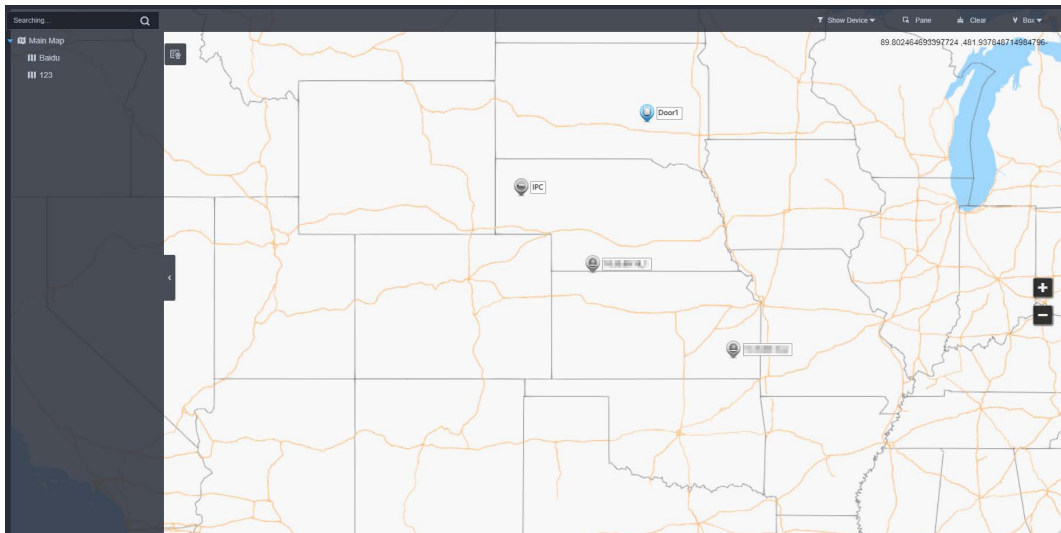 Searching...
Show Device
Pane
Clear
Box
Main Map
Baidu
123
89.802464693397724 ,481.937848714984796-
Door1
IPC